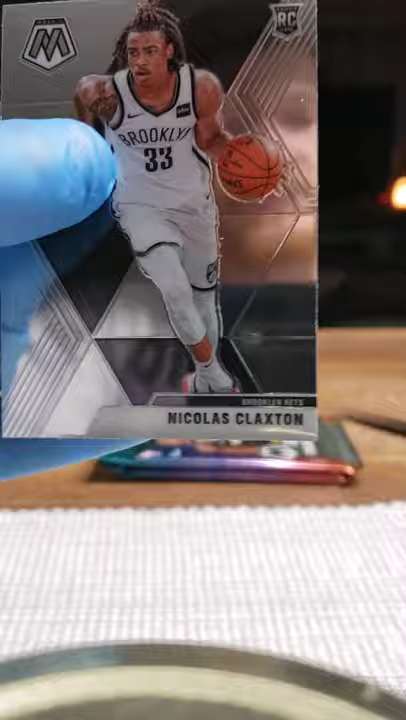 RC
BROOKLYN
33
BROOKLYN NETS
NICOLAS CLAXTON